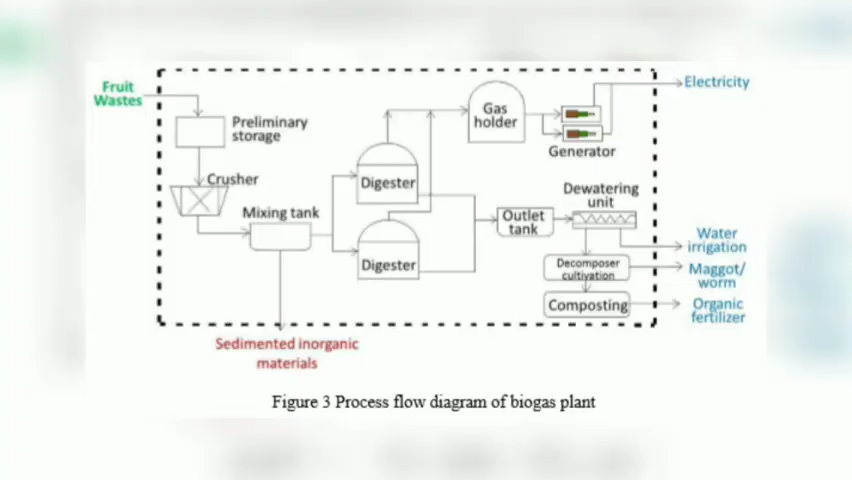 Fruit
Wastes
Preliminary
storage
Crusher
Mixing tank
Digester
Digester
Gas
holder
Generator
Electricity
Outlet
tank
Dewatering
unit
Water
irrigation
Decomposer
cultivation
Maggot/
worm
Composting
Organic
fertilizer
Sedimented inorganic
materials
Figure 3 Process flow diagram of biogas plant